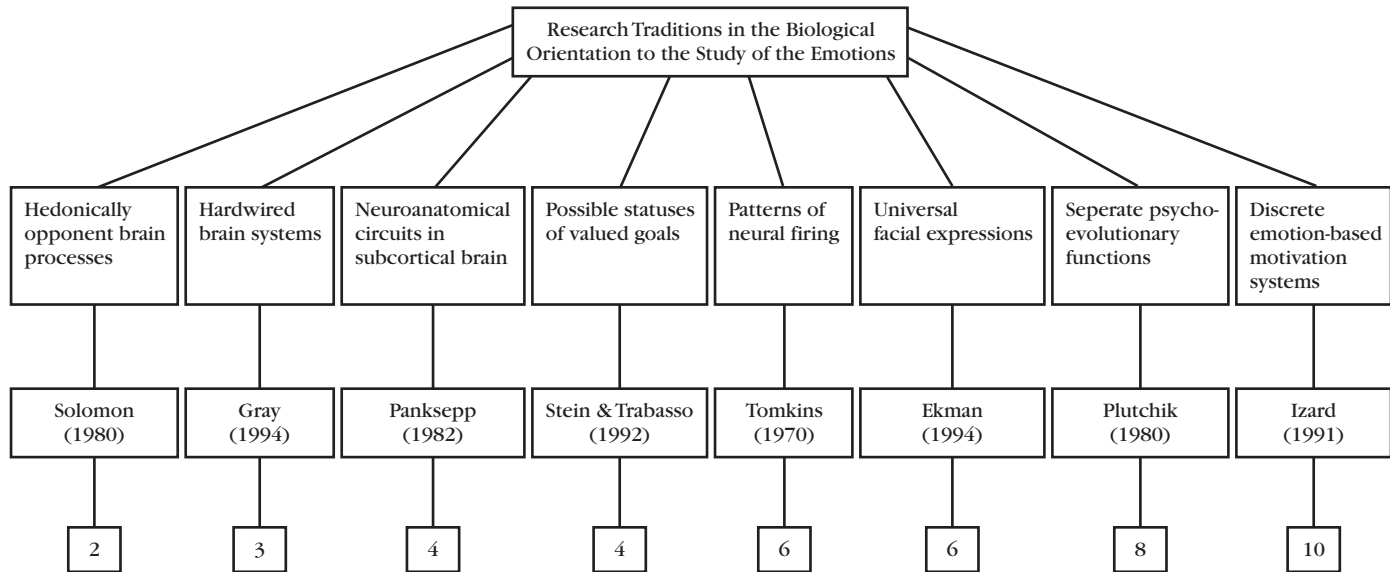 Research Traditions in the Biological
Orientation to the Study of the Emotions
Hedonically
opponent brain
processes
Hardwired
brain systems
Neuroanatomical
circuits in
subcortical brain
Possible statuses
of valued goals
Patterns of
neural firing
Universal
facial expressions
Seperate psycho-
evolutionary
functions
Discrete
emotion-based
motivation
systems
Solomon
(1980)
Gray
(1994)
Panksepp
(1982)
Stein & Trabasso
(1992)
Tomkins
(1970)
Ekman
(1994)
Plutchik
(1980)
Izard
(1991)
2
3
4
4
6
6
8
10